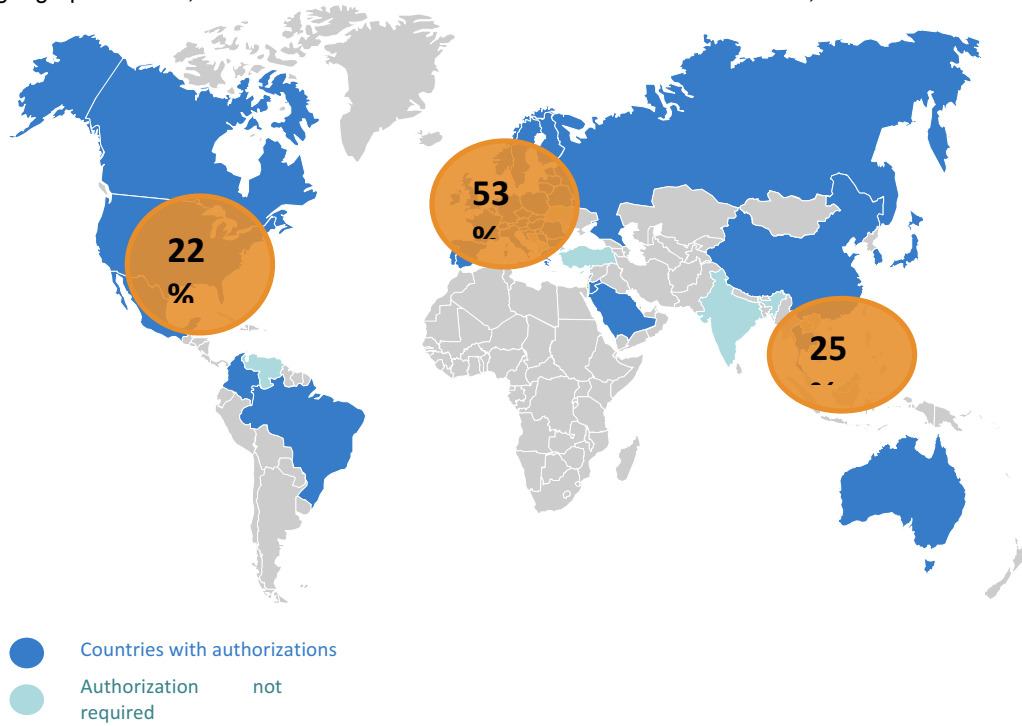 53
%
22
%
25
%
Countries with authorizations
Authorization not
required